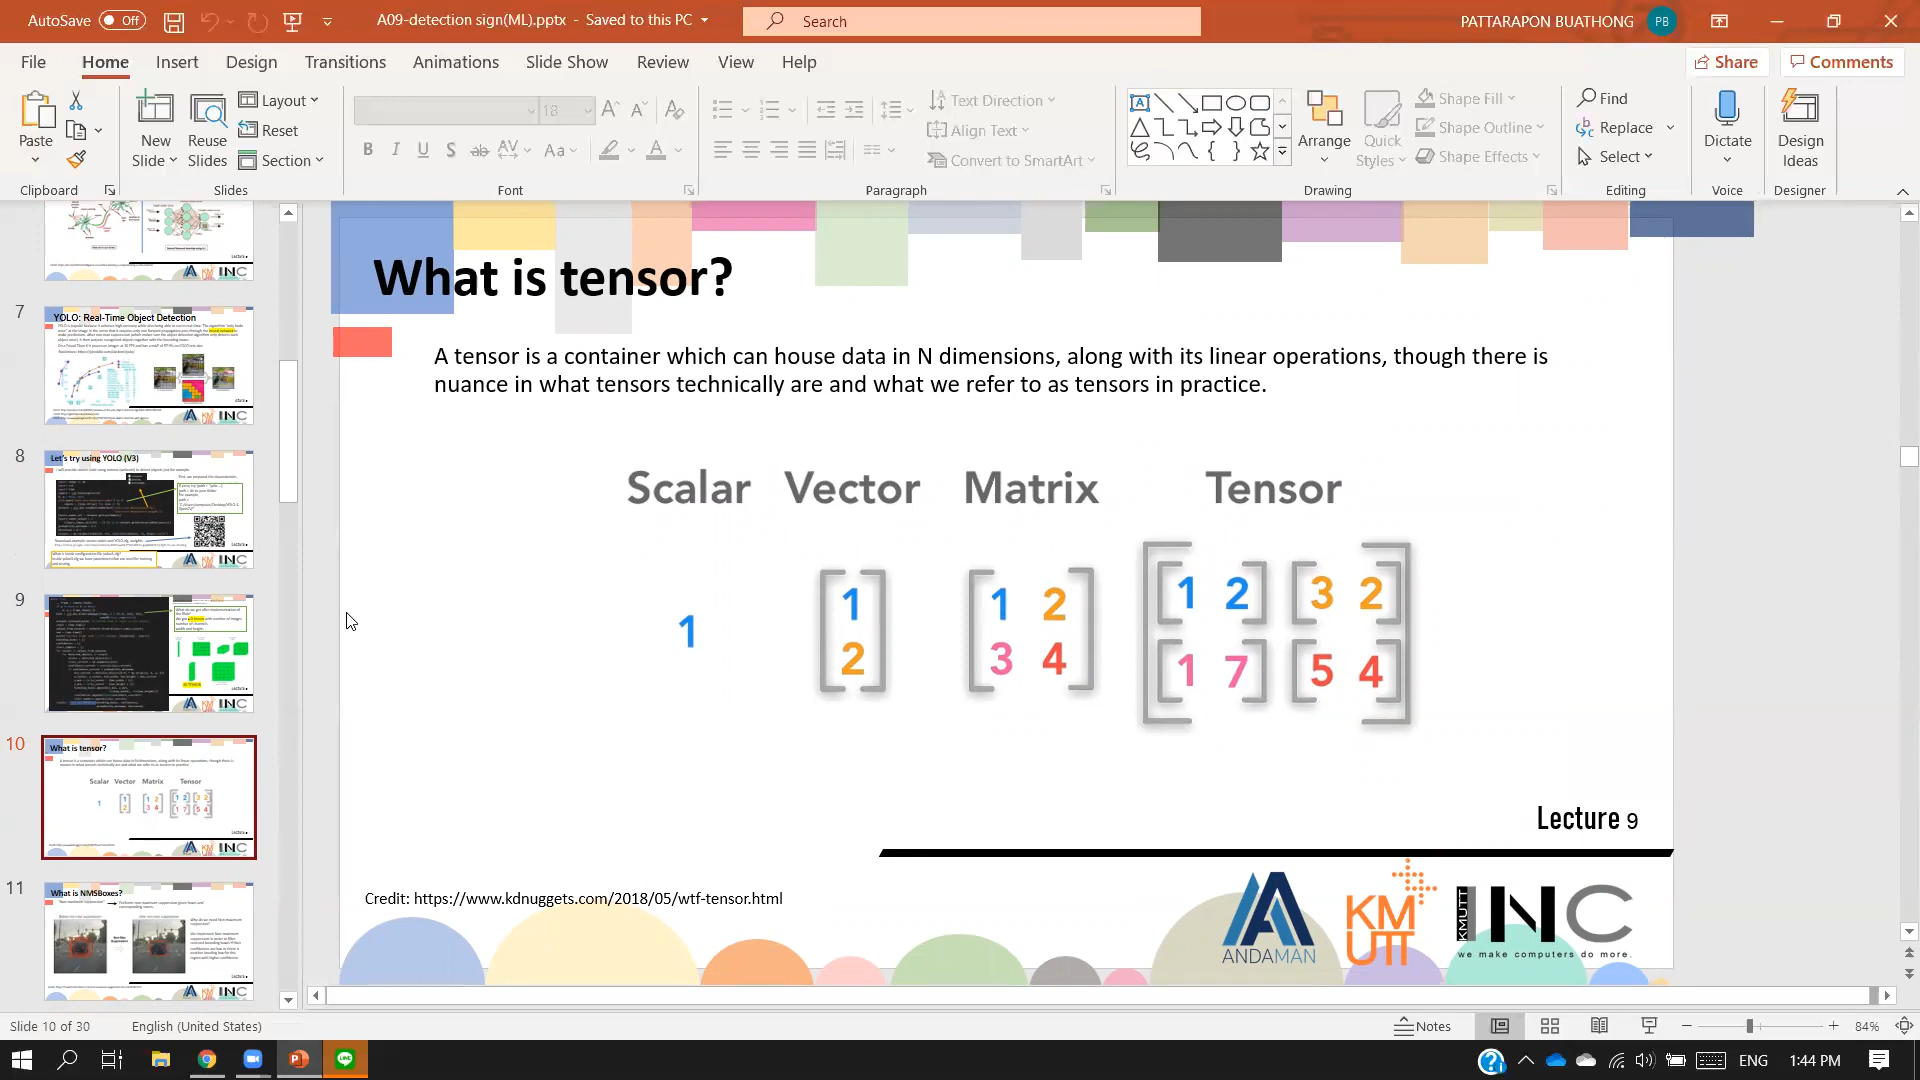 AutoSave Off
A09-detection sign(ML).pptx - Saved to this PC
Search
PATTARAPON BUATHONG
PB
File Home Insert Design Transitions Animations Slide Show Review View Help
Share Comments
Paste
New Slide
Reuse Slides
Layout
Reset
Section
18
Text Direction
Align Text
Convert to SmartArt
Arrange
Quick Styles
Shape Fill
Shape Outline
Shape Effects
Find
Replace
Select
Dictate
Design Ideas
Clipboard Slides Font Paragraph Drawing Editing Voice Designer
7
YOLO: Real-Time Object Detection
8
Let's try using YOLO (V3)
9
10
What is tensor?
Scalar Vector Matrix Tensor
11
What is NMSBoxes?
What is tensor?
A tensor is a container which can house data in N dimensions, along with its linear operations, though there is
nuance in what tensors technically are and what we refer to as tensors in practice.
Scalar Vector Matrix Tensor
1 2 3 2
1 1 2
1
2 3 4
1 7 5 4
Lecture 9
Credit: https://www.kdnuggets.com/2018/05/wtf-tensor.html
ANDAMAN
KMUTT
KMUTT INC
we make computers do more.
Slide 10 of 30 English (United States)
Notes
84%
ENG 1:44 PM